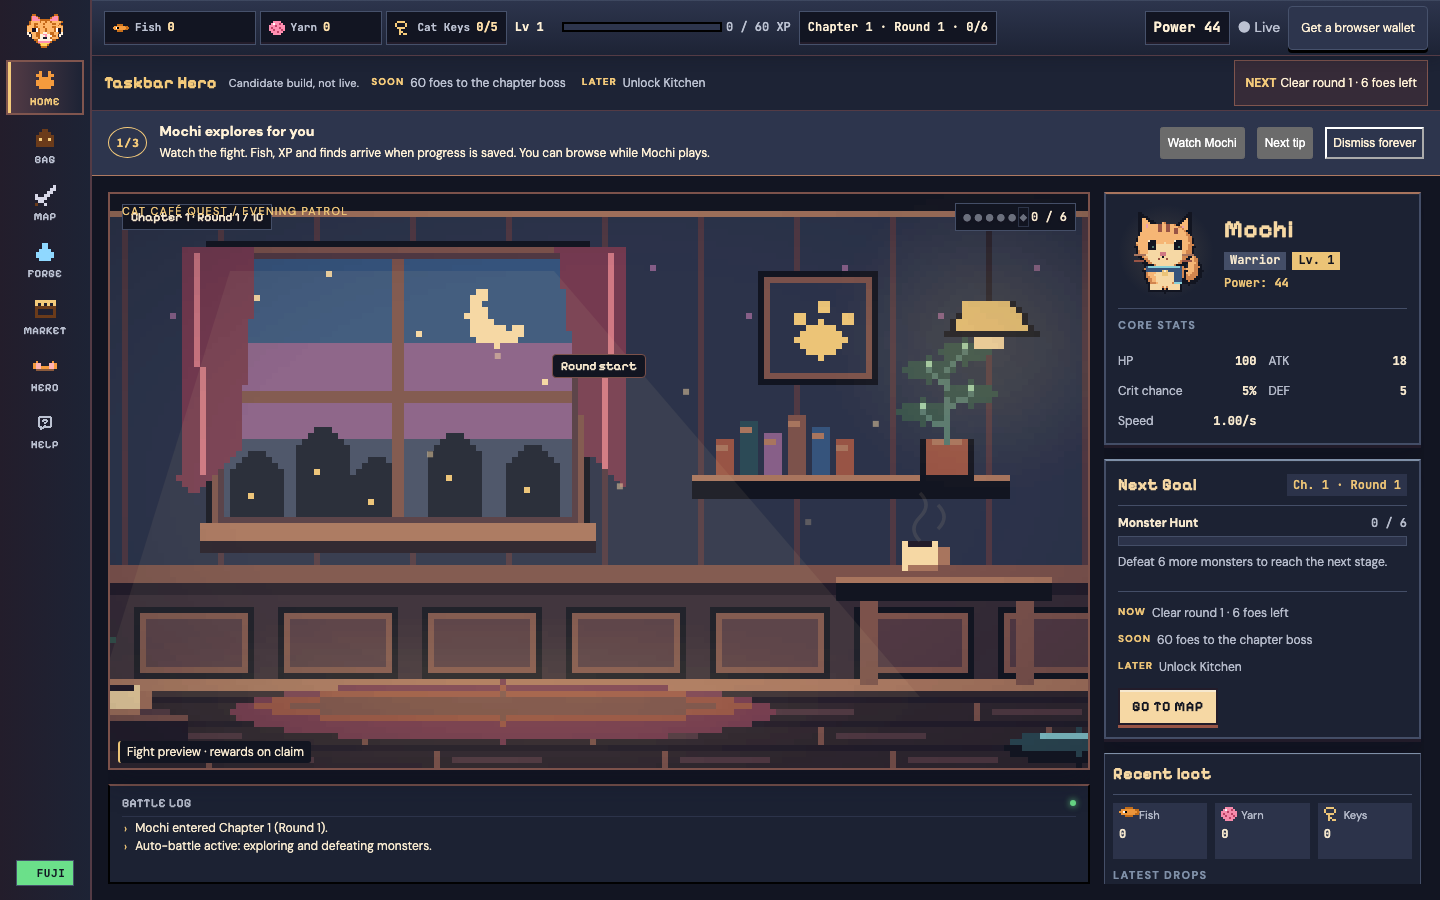 Fish 0
Yarn 0
Cat Keys 0/5
Lv 1
0 / 60 XP
Chapter 1 · Round 1 · 0/6
Power 44
Live
Get a browser wallet
Taskbar Hero
Candidate build, not live.
SOON 60 foes to the chapter boss
LATER Unlock Kitchen
NEXT Clear round 1 · 6 foes left
1/3
Mochi explores for you
Watch the fight. Fish, XP and finds arrive when progress is saved. You can browse while Mochi plays.
Watch Mochi
Next tip
Dismiss forever
HOME
BAG
MAP
FORGE
MARKET
HERO
HELP
FUJI
CAT CAFÉ QUEST / EVENING PATROL
Chapter 1 · Round 1 / 10
0 / 6
Round start
Fight preview · rewards on claim
BATTLE LOG
› Mochi entered Chapter 1 (Round 1).
› Auto-battle active: exploring and defeating monsters.
Mochi
Warrior
Lv. 1
Power: 44
CORE STATS
HP 100 ATK 18
Crit chance 5% DEF 5
Speed 1.00/s
Next Goal
Ch. 1 · Round 1
Monster Hunt 0 / 6
Defeat 6 more monsters to reach the next stage.
NOW Clear round 1 · 6 foes left
SOON 60 foes to the chapter boss
LATER Unlock Kitchen
GO TO MAP
Recent loot
Fish 0
Yarn 0
Keys 0
LATEST DROPS